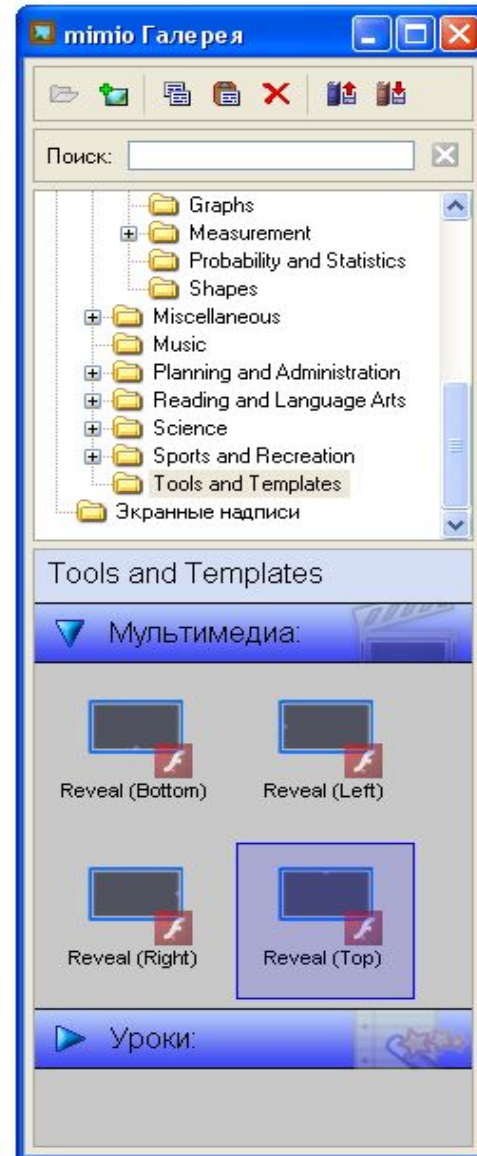 mimio Галерея
Поиск:
Graphs
Measurement
Probability and Statistics
Shapes
Miscellaneous
Music
Planning and Administration
Reading and Language Arts
Science
Sports and Recreation
Tools and Templates
Экранные надписи
Tools and Templates
Мультимедиа:
Reveal (Bottom) Reveal (Left)
Reveal (Right) Reveal (Top)
Уроки: